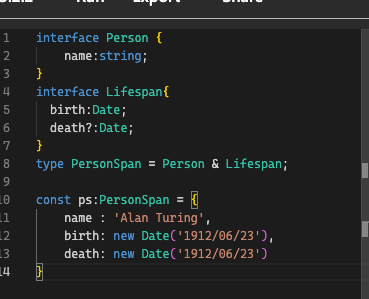 Run Export Share
1 interface Person {
2 name:string;
3 }
4 interface Lifespan{
5 birth:Date;
6 death?:Date;
7 }
8 type PersonSpan = Person & Lifespan;
9
10 const ps:PersonSpan = {
11 name : 'Alan Turing',
12 birth: new Date('1912/06/23'),
13 death: new Date('1912/06/23')
14 }